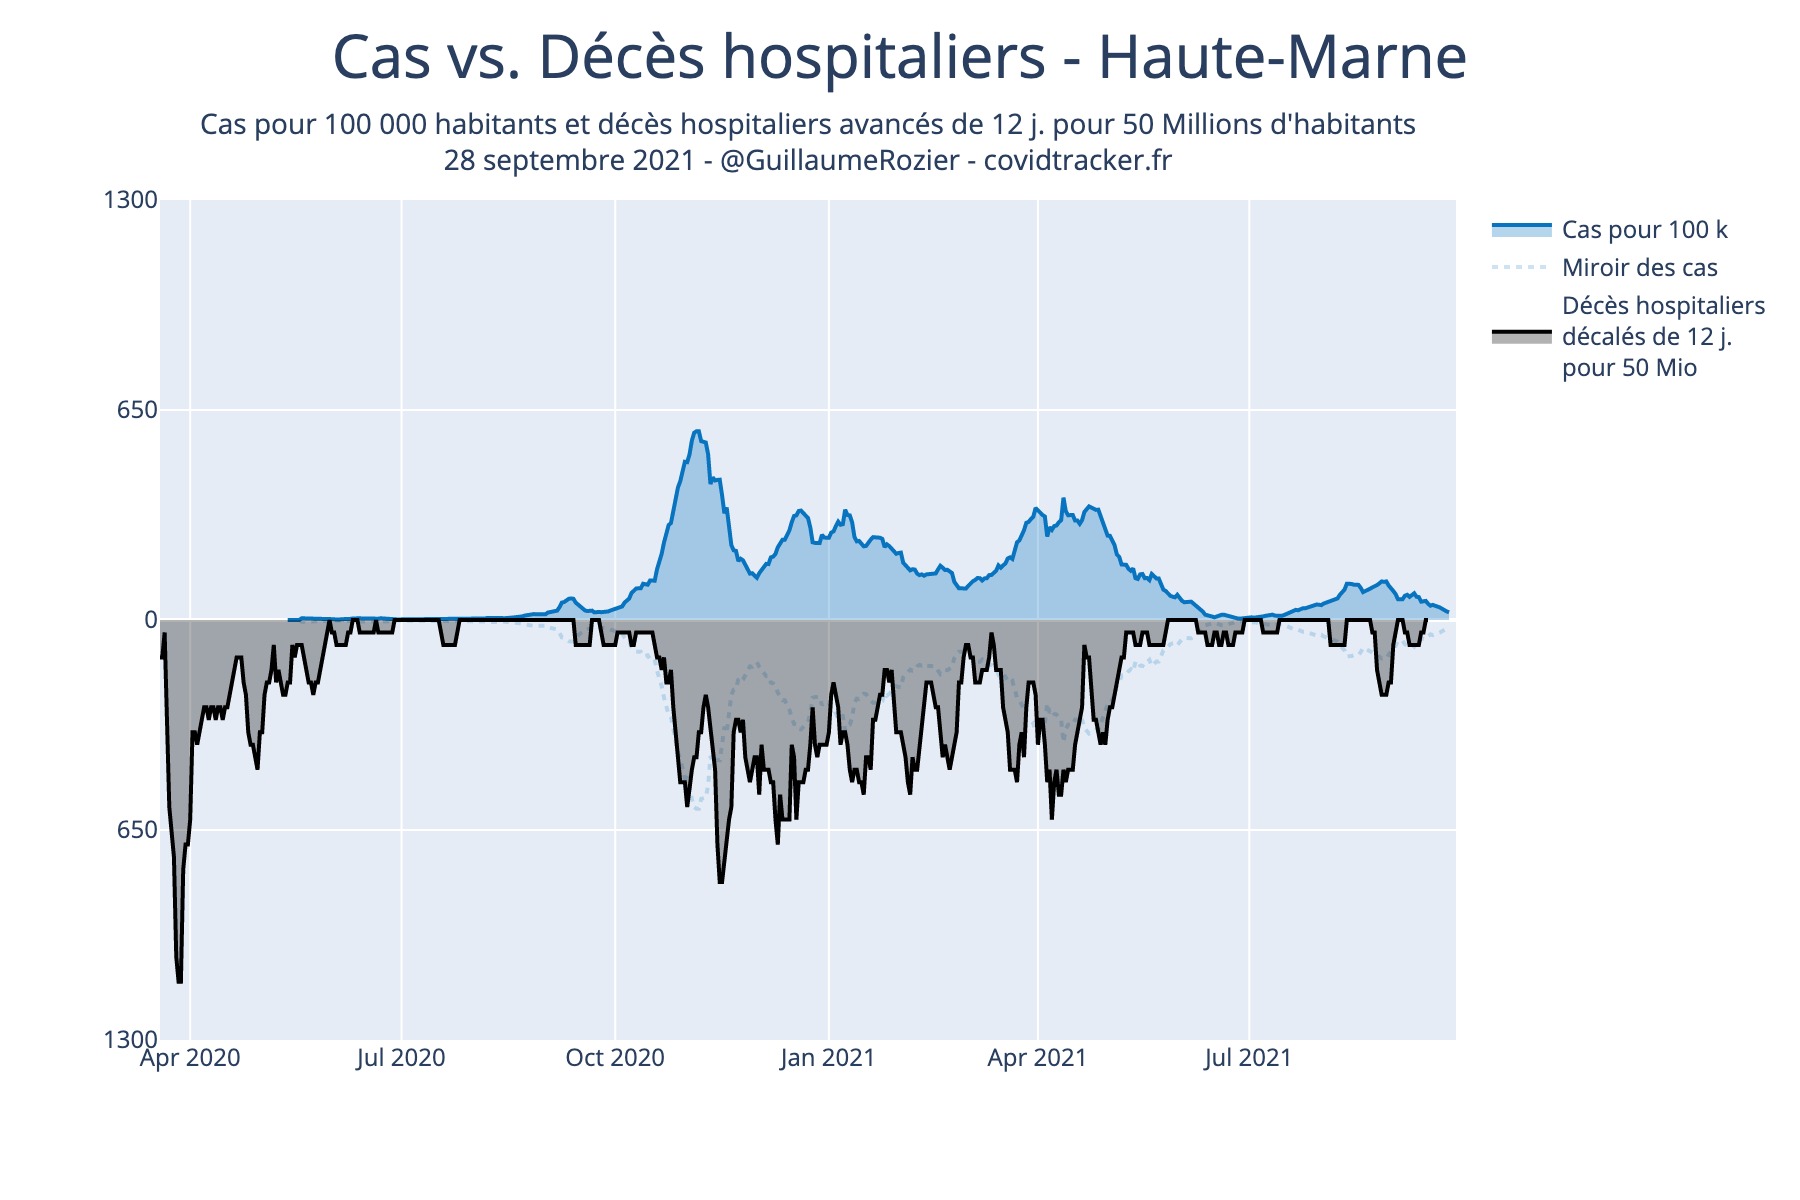 Cas vs. Décès hospitaliers - Haute-Marne
Cas pour 100 000 habitants et décès hospitaliers avancés de 12 j. pour 50 Millions d'habitants
28 septembre 2021 - @GuillaumeRozier - covidtracker.fr
1300
650
0
650
1300
Apr 2020
Jul 2020
Oct 2020
Jan 2021
Apr 2021
Jul 2021
Cas pour 100 k
Miroir des cas
Décès hospitaliers
décalés de 12 j.
pour 50 Mio